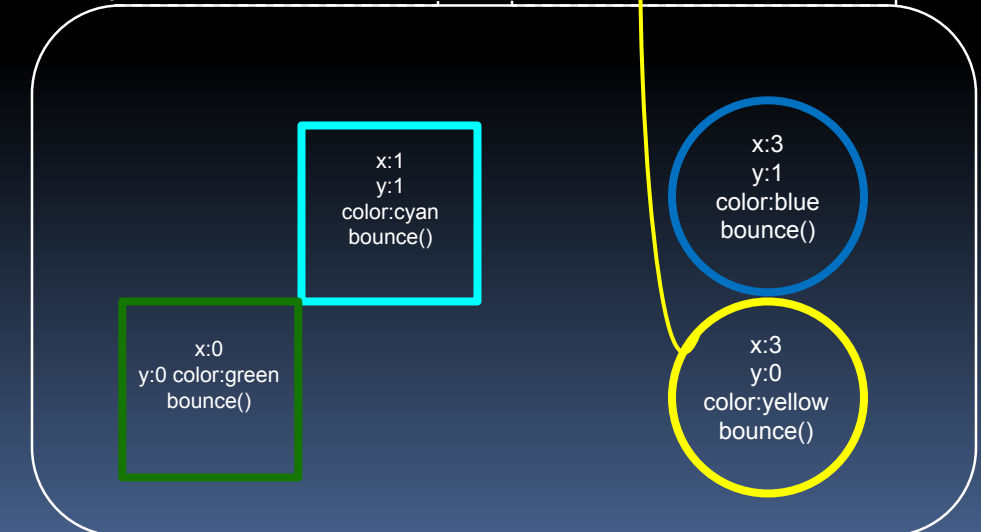 x:1
y:1
color:cyan
bounce()
x:3
y:1
color:blue
bounce()
x:0
y:0 color:green
bounce()
x:3
y:0
color:yellow
bounce()